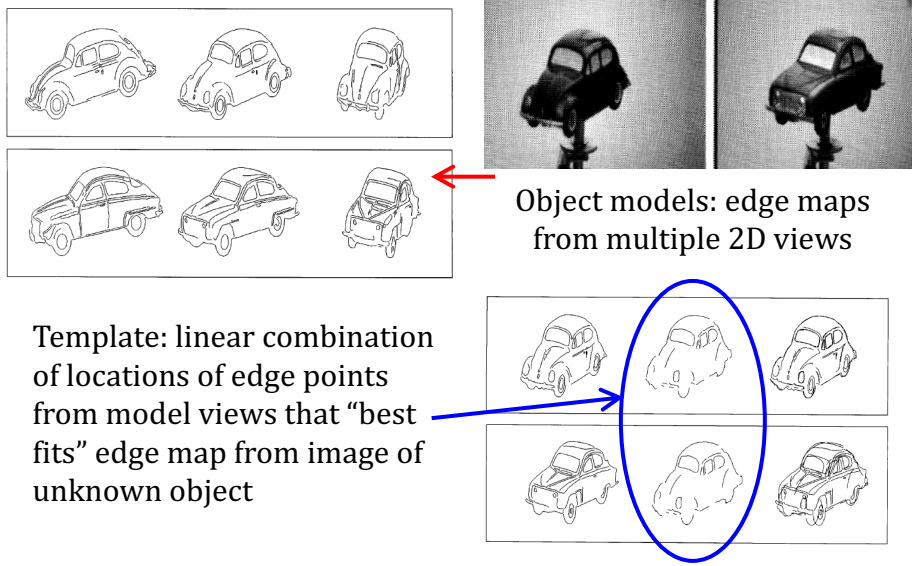 Object models: edge maps
from multiple 2D views
Template: linear combination
of locations of edge points
from model views that “best
fits” edge map from image of
unknown object